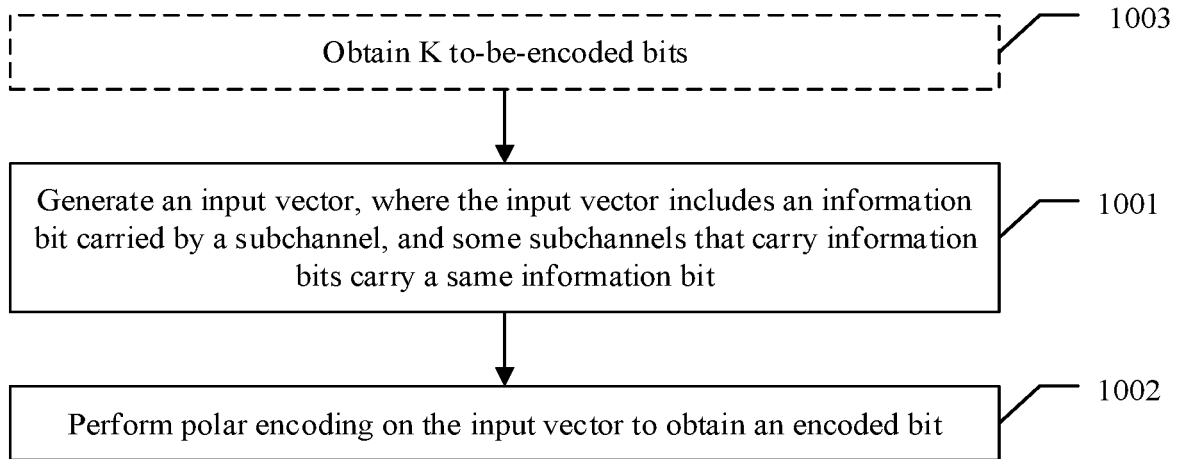 1003
Obtain K to-be-encoded bits
Generate an input vector, where the input vector includes an information
bit carried by a subchannel, and some subchannels that carry information
bits carry a same information bit
1001
Perform polar encoding on the input vector to obtain an encoded bit
1002